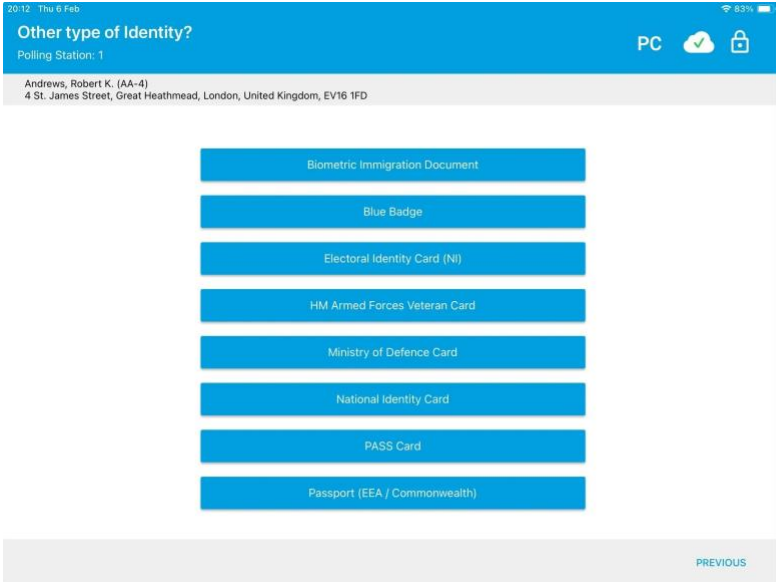 20:12 Thu 6 Feb
83%
Other type of Identity?
Polling Station: 1
PC
Andrews, Robert K. (AA-4)
4 St. James Street, Great Heathmead, London, United Kingdom, EV16 1FD
Biometric Immigration Document
Blue Badge
Electoral Identity Card (NI)
HM Armed Forces Veteran Card
Ministry of Defence Card
National Identity Card
PASS Card
Passport (EEA / Commonwealth)
PREVIOUS